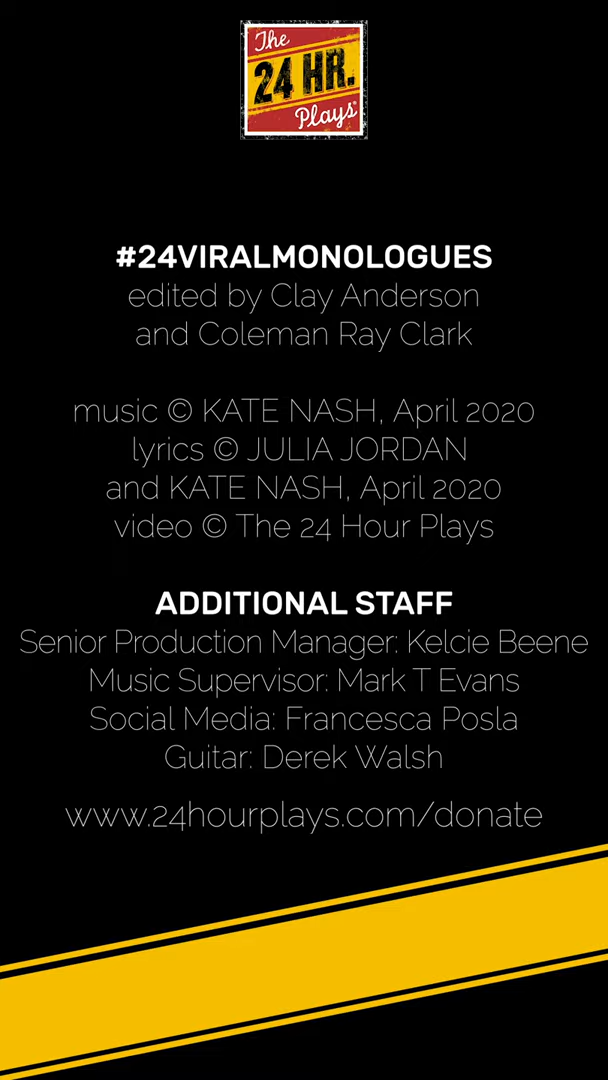 The
24 HR.
Plays
#24VIRALMONOLOGUES
edited by Clay Anderson
and Coleman Ray Clark
music © KATE NASH, April 2020
lyrics © JULIA JORDAN
and KATE NASH, April 2020
video © The 24 Hour Plays
ADDITIONAL STAFF
Senior Production Manager: Kelcie Beene
Music Supervisor: Mark T Evans
Social Media: Francesca Posla
Guitar: Derek Walsh
www.24hourplays.com/donate